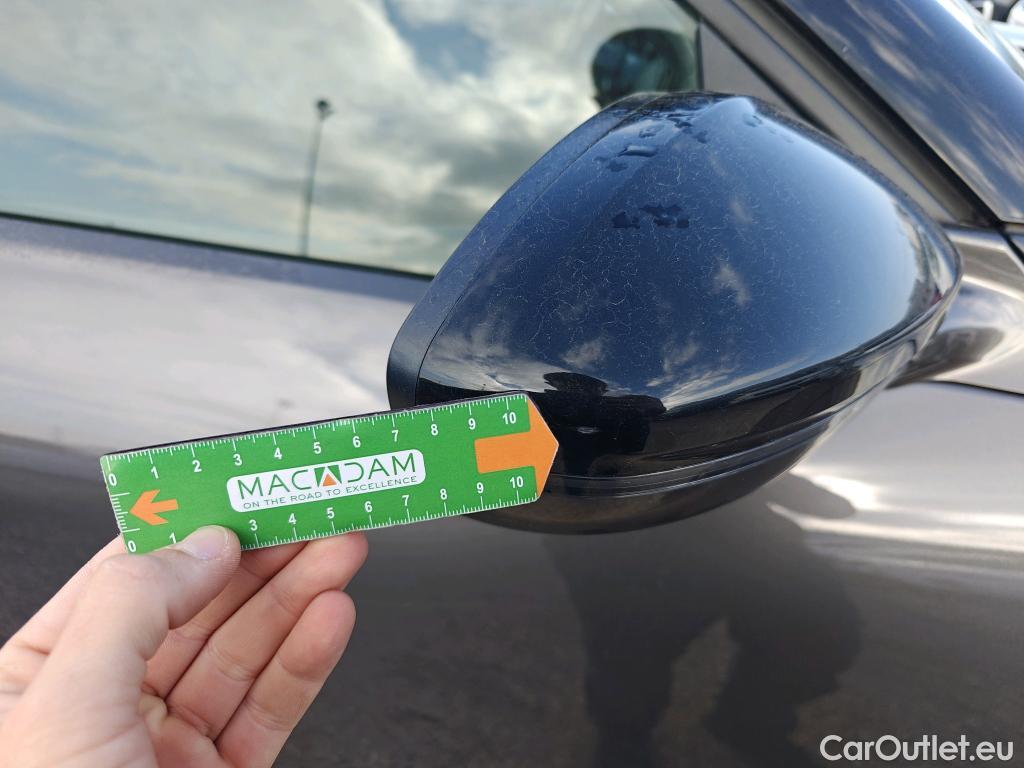 0 1 2 3 4 5 6 7 8 9 10
MACADAM
ON THE ROAD TO EXCELLENCE
0 1 3 4 5 6 7 8 9 10
CarOutlet.eu